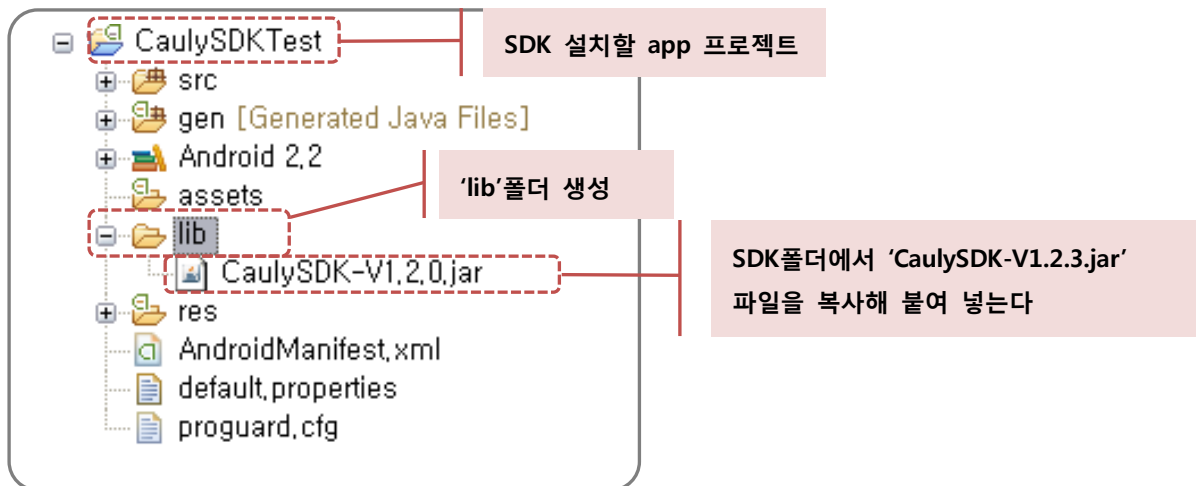 CaulySDKTest
SDK 설치할 app 프로젝트
src
gen [Generated Java Files]
Android 2,2
assets
‘lib’폴더 생성
lib
CaulySDK-V1,2,0,jar
SDK폴더에서 ‘CaulySDK-V1.2.3.jar’
파일을 복사해 붙여 넣는다
res
AndroidManifest,xml
default,properties
proguard,cfg